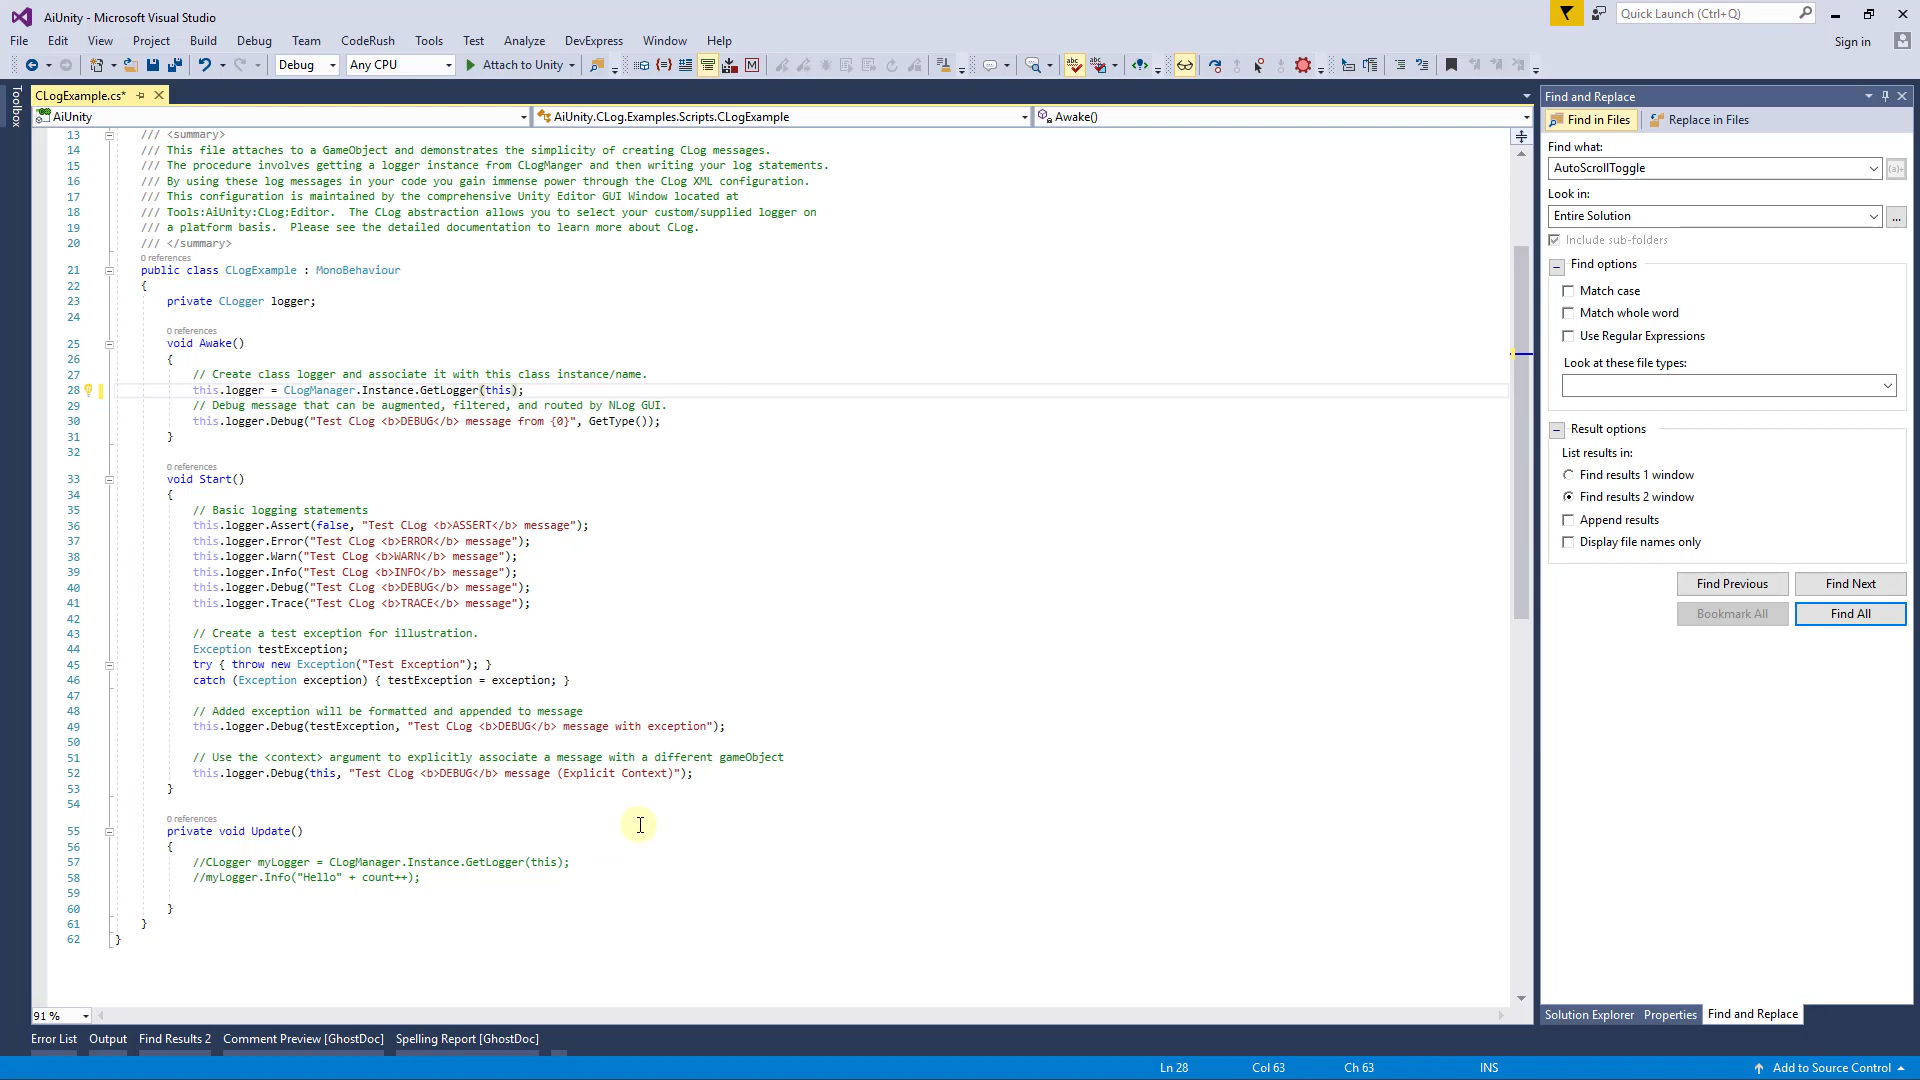 AiUnity - Microsoft Visual Studio
Quick Launch (Ctrl+Q)
File Edit View Project Build Debug Team CodeRush Tools Test Analyze DevExpress Window Help
Sign in
Debug Any CPU Attach to Unity
Toolbox
CLogExample.cs*
AiUnity AiUnity.CLog.Examples.Scripts.CLogExample Awake()
13 /// <summary>
14 /// This file attaches to a GameObject and demonstrates the simplicity of creating CLog messages.
15 /// The procedure involves getting a logger instance from CLogManger and then writing your log statements.
16 /// By using these log messages in your code you gain immense power through the CLog XML configuration.
17 /// This configuration is maintained by the comprehensive Unity Editor GUI Window located at
18 /// Tools:AiUnity:CLog:Editor.  The CLog abstraction allows you to select your custom/supplied logger on
19 /// a platform basis.  Please see the detailed documentation to learn more about CLog.
20 /// </summary>
0 references
21 public class CLogExample : MonoBehaviour
22 {
23 private CLogger logger;
24
0 references
25 void Awake()
26 {
27 // Create class logger and associate it with this class instance/name.
28 this.logger = CLogManager.Instance.GetLogger(this);
29 // Debug message that can be augmented, filtered, and routed by NLog GUI.
30 this.logger.Debug("Test CLog <b>DEBUG</b> message from {0}", GetType());
31 }
32
0 references
33 void Start()
34 {
35 // Basic logging statements
36 this.logger.Assert(false, "Test CLog <b>ASSERT</b> message");
37 this.logger.Error("Test CLog <b>ERROR</b> message");
38 this.logger.Warn("Test CLog <b>WARN</b> message");
39 this.logger.Info("Test CLog <b>INFO</b> message");
40 this.logger.Debug("Test CLog <b>DEBUG</b> message");
41 this.logger.Trace("Test CLog <b>TRACE</b> message");
42
43 // Create a test exception for illustration.
44 Exception testException;
45 try { throw new Exception("Test Exception"); }
46 catch (Exception exception) { testException = exception; }
47
48 // Added exception will be formatted and appended to message
49 this.logger.Debug(testException, "Test CLog <b>DEBUG</b> message with exception");
50
51 // Use the <context> argument to explicitly associate a message with a different gameObject
52 this.logger.Debug(this, "Test CLog <b>DEBUG</b> message (Explicit Context)");
53 }
54
0 references
55 private void Update()
56 {
57 //CLogger myLogger = CLogManager.Instance.GetLogger(this);
58 //myLogger.Info("Hello" + count++);
59
60 }
61 }
62 }
91 %
Find and Replace
Find in Files Replace in Files
Find what:
AutoScrollToggle
(a)+
Look in:
Entire Solution
...
Include sub-folders
Find options
Match case
Match whole word
Use Regular Expressions
Look at these file types:
Result options
List results in:
Find results 1 window
Find results 2 window
Append results
Display file names only
Find Previous Find Next
Bookmark All Find All
Solution Explorer Properties Find and Replace
Error List Output Find Results 2 Comment Preview [GhostDoc] Spelling Report [GhostDoc]
Ln 28 Col 63 Ch 63 INS Add to Source Control